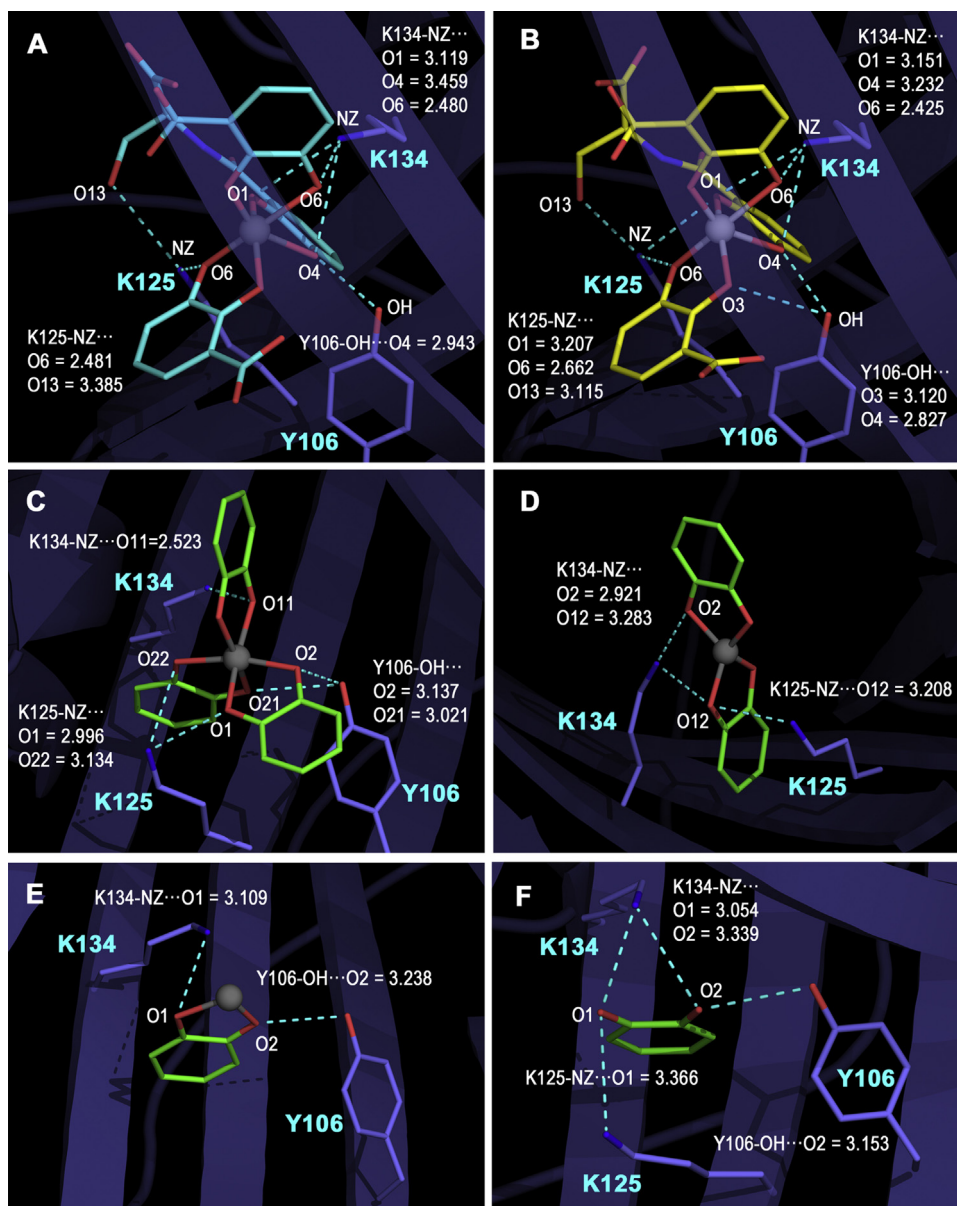 A
K134-NZ···
O1 = 3.119
O4 = 3.459
O6 = 2.480
NZ
K134
O13
O1
O6
NZ
K125
O6
O4
OH
K125-NZ···
O6 = 2.481
O13 = 3.385
Y106-OH···O4 = 2.943
Y106
B
K134-NZ···
O1 = 3.151
O4 = 3.232
O6 = 2.425
NZ
K134
O13
O1
O6
NZ
K125
O6
O4
O3
OH
K125-NZ···
O1 = 3.207
O6 = 2.662
O13 = 3.115
Y106-OH···
O3 = 3.120
O4 = 2.827
Y106
C
K134-NZ···O11=2.523
K134
O11
O22
O2
Y106-OH···
O2 = 3.137
O21 = 3.021
O21
O1
K125-NZ···
O1 = 2.996
O22 = 3.134
K125
Y106
D
K134-NZ···
O2 = 2.921
O12 = 3.283
O2
K125-NZ···O12 = 3.208
K134
O12
K125
E
K134-NZ···O1 = 3.109
K134
Y106-OH···O2 = 3.238
O1
O2
Y106
F
K134-NZ···
O1 = 3.054
O2 = 3.339
K134
O2
O1
K125-NZ···O1 = 3.366
Y106
Y106-OH···O2 = 3.153
K125